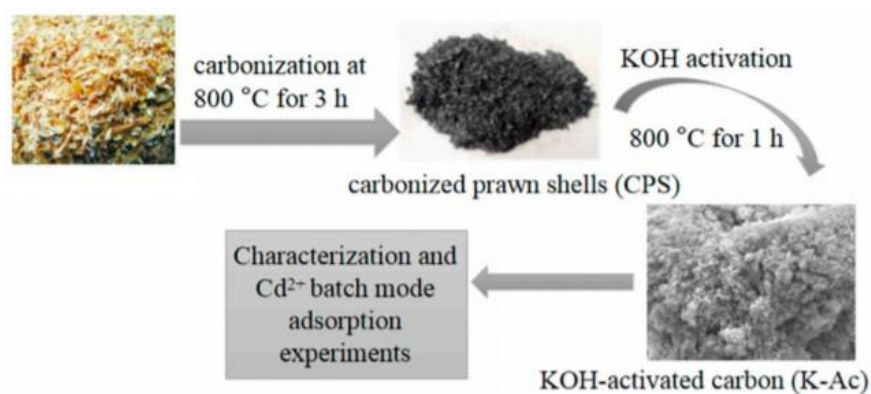 carbonization at
800 °C for 3 h
KOH activation
800 °C for 1 h
carbonized prawn shells (CPS)
Characterization and
Cd²⁺ batch mode
adsorption
experiments
KOH-activated carbon (K-Ac)